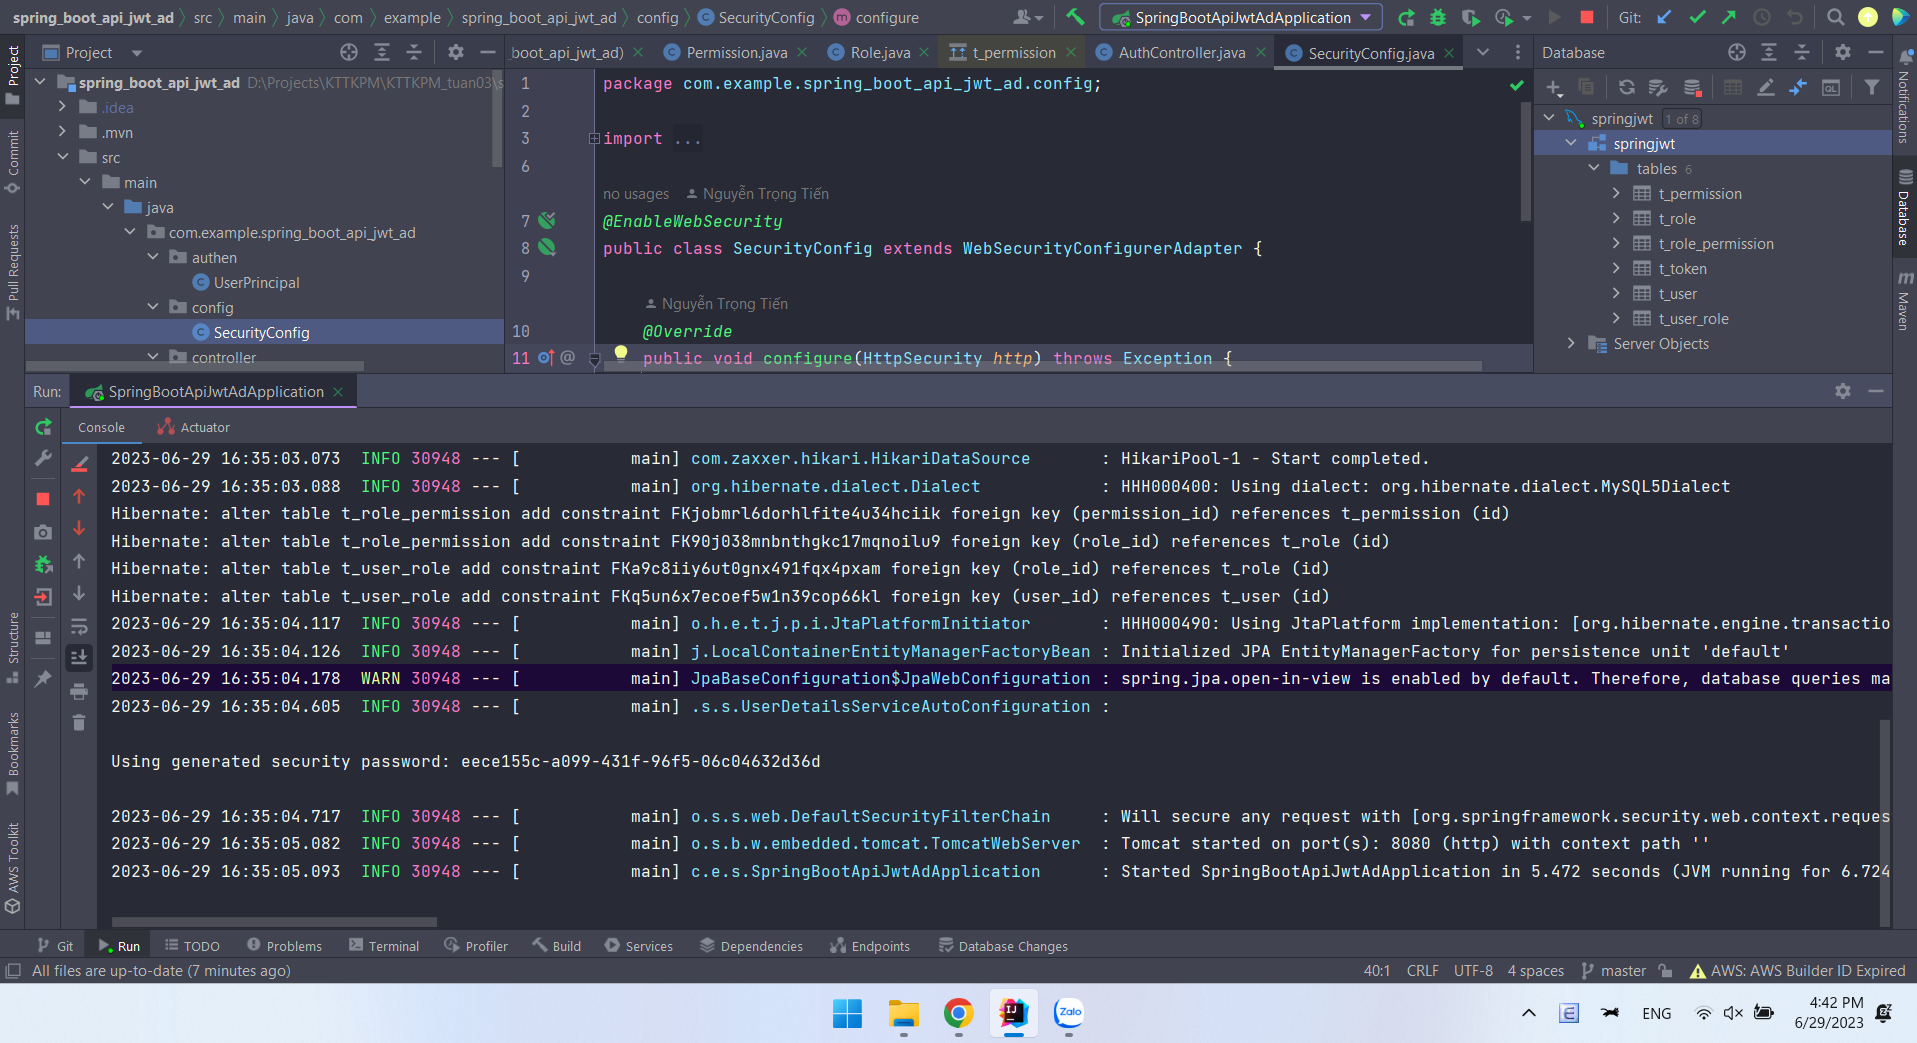 spring_boot_api_jwt_ad src main java com example spring_boot_api_jwt_ad config SecurityConfig configure SpringBootApiJwtAdApplication Git:
Project boot_api_jwt_ad) Permission.java Role.java t_permission AuthController.java SecurityConfig.java Database
spring_boot_api_jwt_ad D:\Projects\KTTKPM\KTTKPM_tuan03\s
.idea
.mvn
src
main
java
com.example.spring_boot_api_jwt_ad
authen
UserPrincipal
config
SecurityConfig
controller
1 package com.example.spring_boot_api_jwt_ad.config;
2
3 import ...
6
no usages Nguyễn Trọng Tiến
7 @EnableWebSecurity
8 public class SecurityConfig extends WebSecurityConfigurerAdapter {
9
Nguyễn Trọng Tiến
10 @Override
11 public void configure(HttpSecurity http) throws Exception {
QL
springjwt 1 of 8
springjwt
tables 6
t_permission
t_role
t_role_permission
t_token
t_user
t_user_role
Server Objects
Project
Commit
Pull Requests
Structure
Bookmarks
AWS Toolkit
Notifications
Database
Maven
Run: SpringBootApiJwtAdApplication
Console Actuator
2023-06-29 16:35:03.073 INFO 30948 --- [ main] com.zaxxer.hikari.HikariDataSource : HikariPool-1 - Start completed.
2023-06-29 16:35:03.088 INFO 30948 --- [ main] org.hibernate.dialect.Dialect : HHH000400: Using dialect: org.hibernate.dialect.MySQL5Dialect
Hibernate: alter table t_role_permission add constraint FKjobmrl6dorhlfite4u34hciik foreign key (permission_id) references t_permission (id)
Hibernate: alter table t_role_permission add constraint FK90j038mnbnthgkc17mqnoilu9 foreign key (role_id) references t_role (id)
Hibernate: alter table t_user_role add constraint FKa9c8iiy6ut0gnx491fqx4pxam foreign key (role_id) references t_role (id)
Hibernate: alter table t_user_role add constraint FKq5un6x7ecoef5w1n39cop66kl foreign key (user_id) references t_user (id)
2023-06-29 16:35:04.117 INFO 30948 --- [ main] o.h.e.t.j.p.i.JtaPlatformInitiator : HHH000490: Using JtaPlatform implementation: [org.hibernate.engine.transactio
2023-06-29 16:35:04.126 INFO 30948 --- [ main] j.LocalContainerEntityManagerFactoryBean : Initialized JPA EntityManagerFactory for persistence unit 'default'
2023-06-29 16:35:04.178 WARN 30948 --- [ main] JpaBaseConfiguration$JpaWebConfiguration : spring.jpa.open-in-view is enabled by default. Therefore, database queries ma
2023-06-29 16:35:04.605 INFO 30948 --- [ main] .s.s.UserDetailsServiceAutoConfiguration :
Using generated security password: eece155c-a099-431f-96f5-06c04632d36d
2023-06-29 16:35:04.717 INFO 30948 --- [ main] o.s.s.web.DefaultSecurityFilterChain : Will secure any request with [org.springframework.security.web.context.reques
2023-06-29 16:35:05.082 INFO 30948 --- [ main] o.s.b.w.embedded.tomcat.TomcatWebServer : Tomcat started on port(s): 8080 (http) with context path ''
2023-06-29 16:35:05.093 INFO 30948 --- [ main] c.e.s.SpringBootApiJwtAdApplication : Started SpringBootApiJwtAdApplication in 5.472 seconds (JVM running for 6.724
Git Run TODO Problems Terminal Profiler Build Services Dependencies Endpoints Database Changes
All files are up-to-date (7 minutes ago) 40:1 CRLF UTF-8 4 spaces master AWS: AWS Builder ID Expired
IJ Zalo E ENG 4:42 PM
6/29/2023